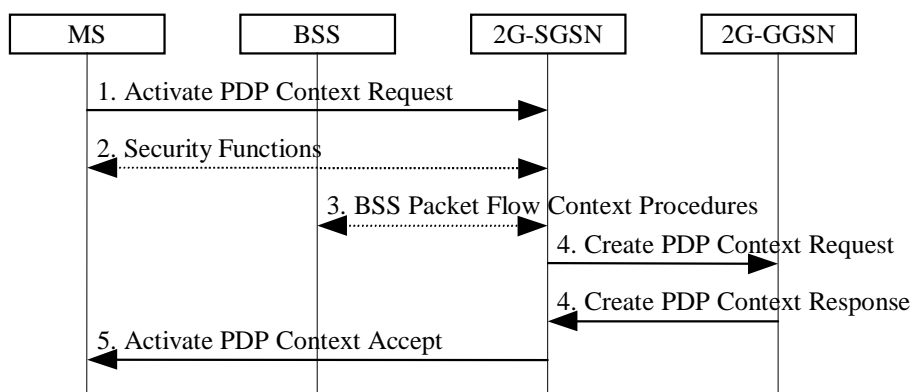 MS BSS 2G-SGSN 2G-GGSN
1. Activate PDP Context Request
2. Security Functions
3. BSS Packet Flow Context Procedures
4. Create PDP Context Request
4. Create PDP Context Response
5. Activate PDP Context Accept